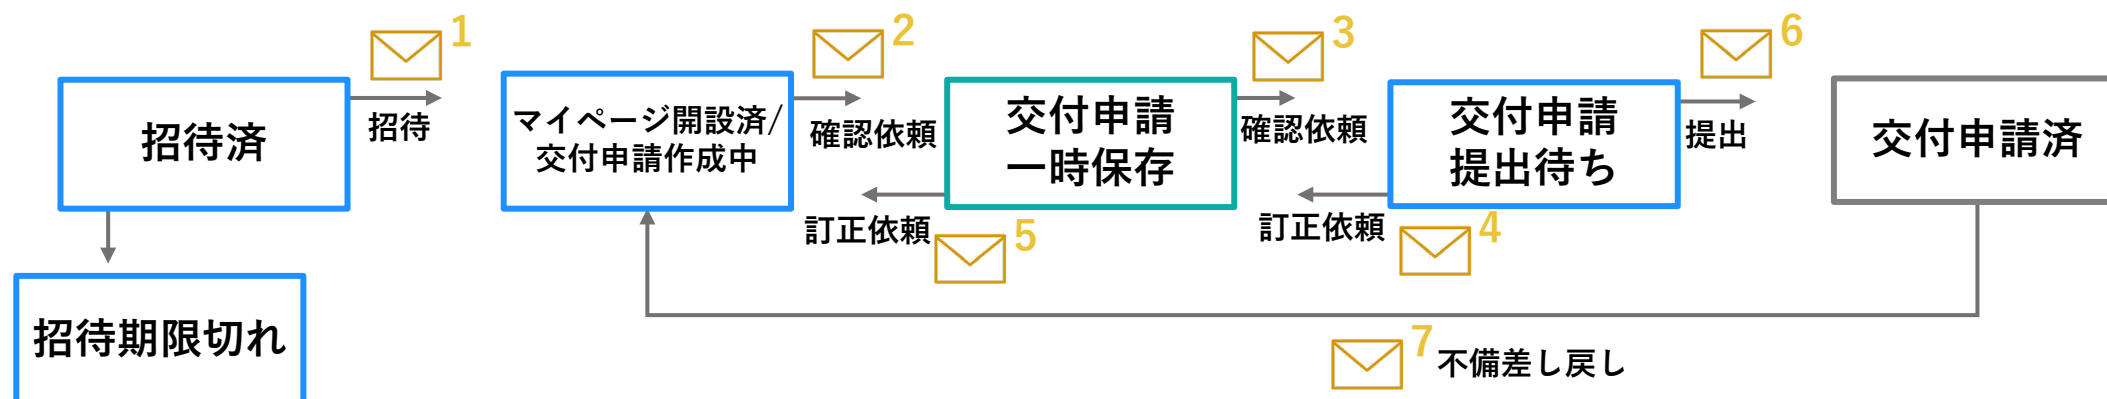 1
招待済
招待
招待期限切れ
マイページ開設済/
交付申請作成中
2
確認依頼
訂正依頼
5
交付申請
一時保存
3
確認依頼
訂正依頼
4
交付申請
提出待ち
6
提出
交付申請済
7
不備差し戻し